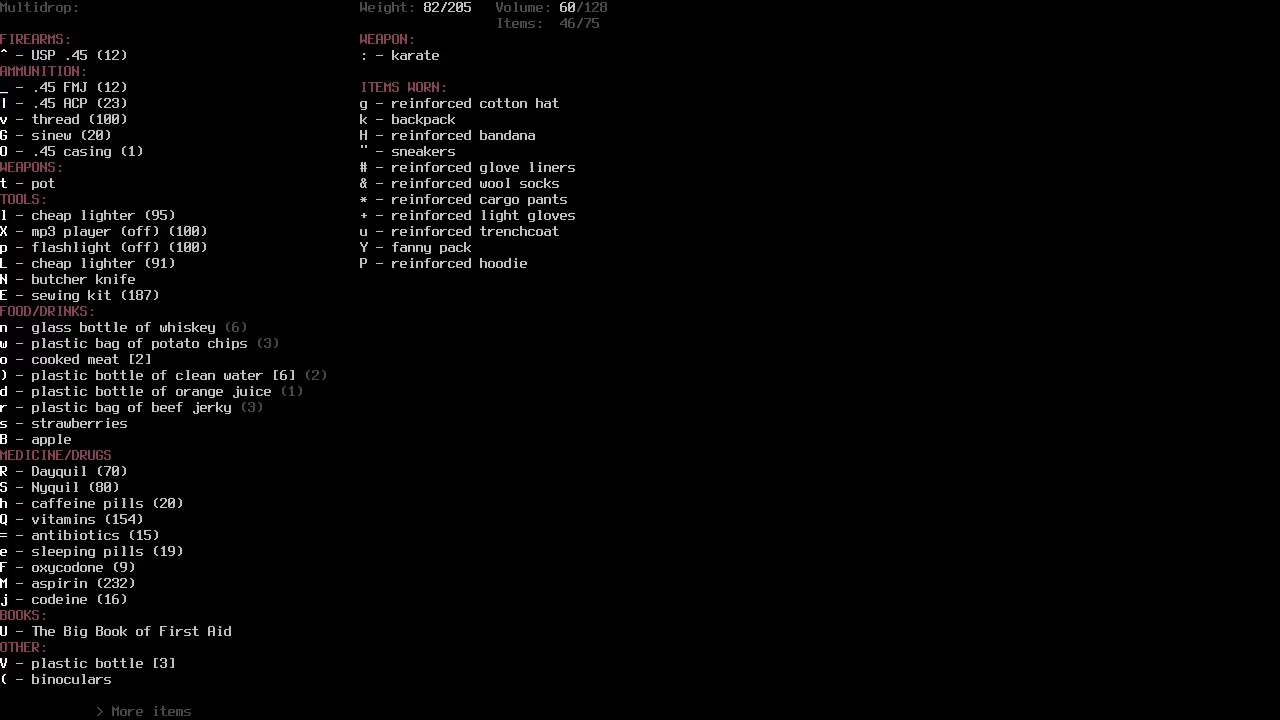 Multidrop:
Weight: 82/205 Volume: 60/128
Items: 46/75
FIREARMS:
^ - USP .45 (12)
AMMUNITION:
_ - .45 FMJ (12)
| - .45 ACP (23)
v - thread (100)
G - sinew (20)
O - .45 casing (1)
WEAPONS:
t - pot
TOOLS:
l - cheap lighter (95)
X - mp3 player (off) (100)
p - flashlight (off) (100)
L - cheap lighter (91)
N - butcher knife
E - sewing kit (187)
FOOD/DRINKS:
n - glass bottle of whiskey (6)
w - plastic bag of potato chips (3)
o - cooked meat [2]
) - plastic bottle of clean water [6] (2)
d - plastic bottle of orange juice (1)
r - plastic bag of beef jerky (3)
s - strawberries
B - apple
MEDICINE/DRUGS
R - Dayquil (70)
S - Nyquil (80)
h - caffeine pills (20)
Q - vitamins (154)
= - antibiotics (15)
e - sleeping pills (19)
F - oxycodone (9)
M - aspirin (232)
j - codeine (16)
BOOKS:
U - The Big Book of First Aid
OTHER:
V - plastic bottle [3]
( - binoculars
> More items
WEAPON:
: - karate
ITEMS WORN:
g - reinforced cotton hat
k - backpack
H - reinforced bandana
" - sneakers
# - reinforced glove liners
& - reinforced wool socks
* - reinforced cargo pants
+ - reinforced light gloves
u - reinforced trenchcoat
Y - fanny pack
P - reinforced hoodie